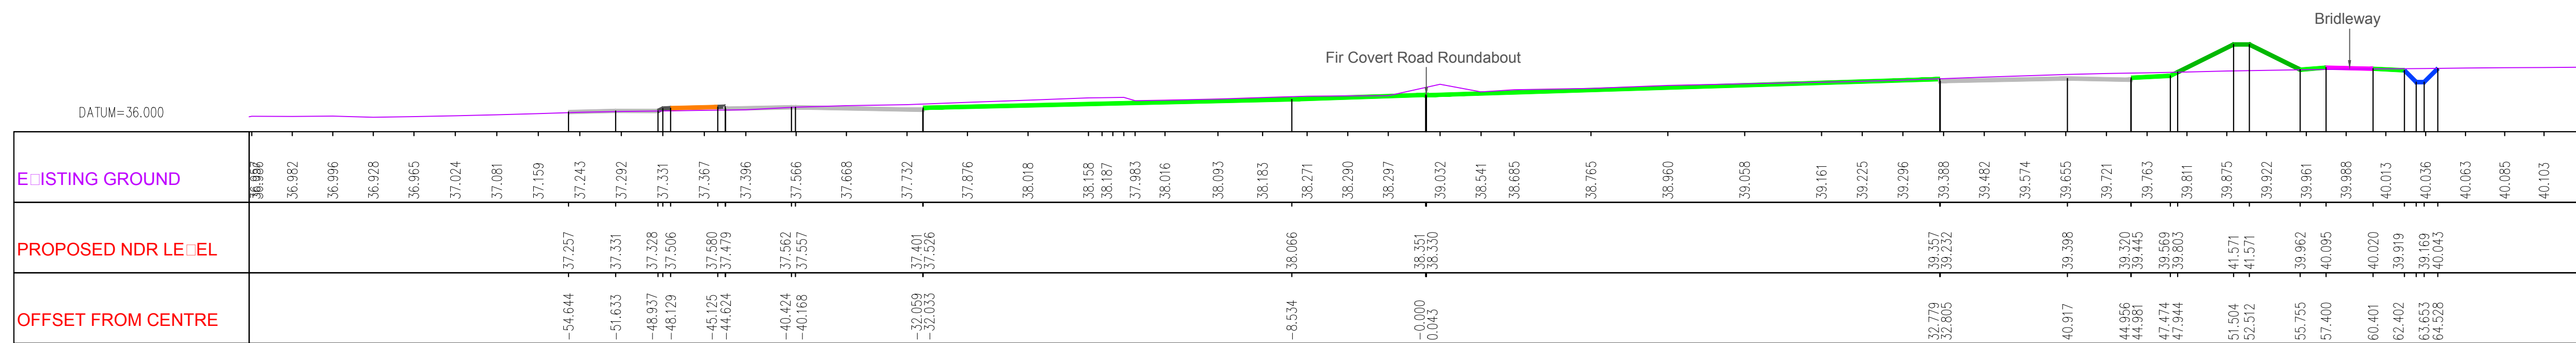 Bridleway
Fir Covert Road Roundabout
DATUM=36.000
E□ISTING GROUND
36.982 36.996 36.928 36.965 37.024 37.081 37.159 37.243 37.292 37.331 37.367 37.396 37.566 37.668 37.732 37.876 38.018 38.158 38.187 37.983 38.016 38.093 38.183 38.271 38.290 38.297 39.032 38.541 38.685 38.765 38.960 39.058 39.161 39.225 39.296 39.388 39.482 39.574 39.655 39.721 39.763 39.811 39.875 39.922 39.961 39.988 40.013 40.036 40.063 40.085 40.103
PROPOSED NDR LE□EL
37.257 37.331 37.328 37.506 37.580 37.479 37.562 37.557 37.401 37.526 38.066 38.351 38.330 39.357 39.232 39.398 39.320 39.445 39.569 39.803 41.571 41.571 39.962 40.095 40.020 39.919 39.169 40.043
OFFSET FROM CENTRE
-54.644 -51.633 -48.937 -48.129 -45.125 -44.624 -40.424 -40.168 -32.059 -32.033 -8.534 -0.000 0.043 32.779 32.805 40.917 44.956 44.981 47.474 47.944 51.504 52.512 55.755 57.400 60.401 62.402 63.653 64.528